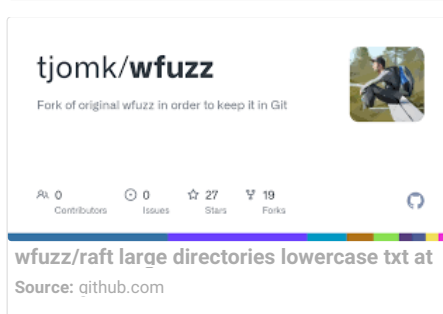 tjomk/wfuzz
Fork of original wfuzz in order to keep it in Git
0 Contributors
0 Issues
27 Stars
19 Forks
wfuzz/raft large directories lowercase txt at
Source: github.com